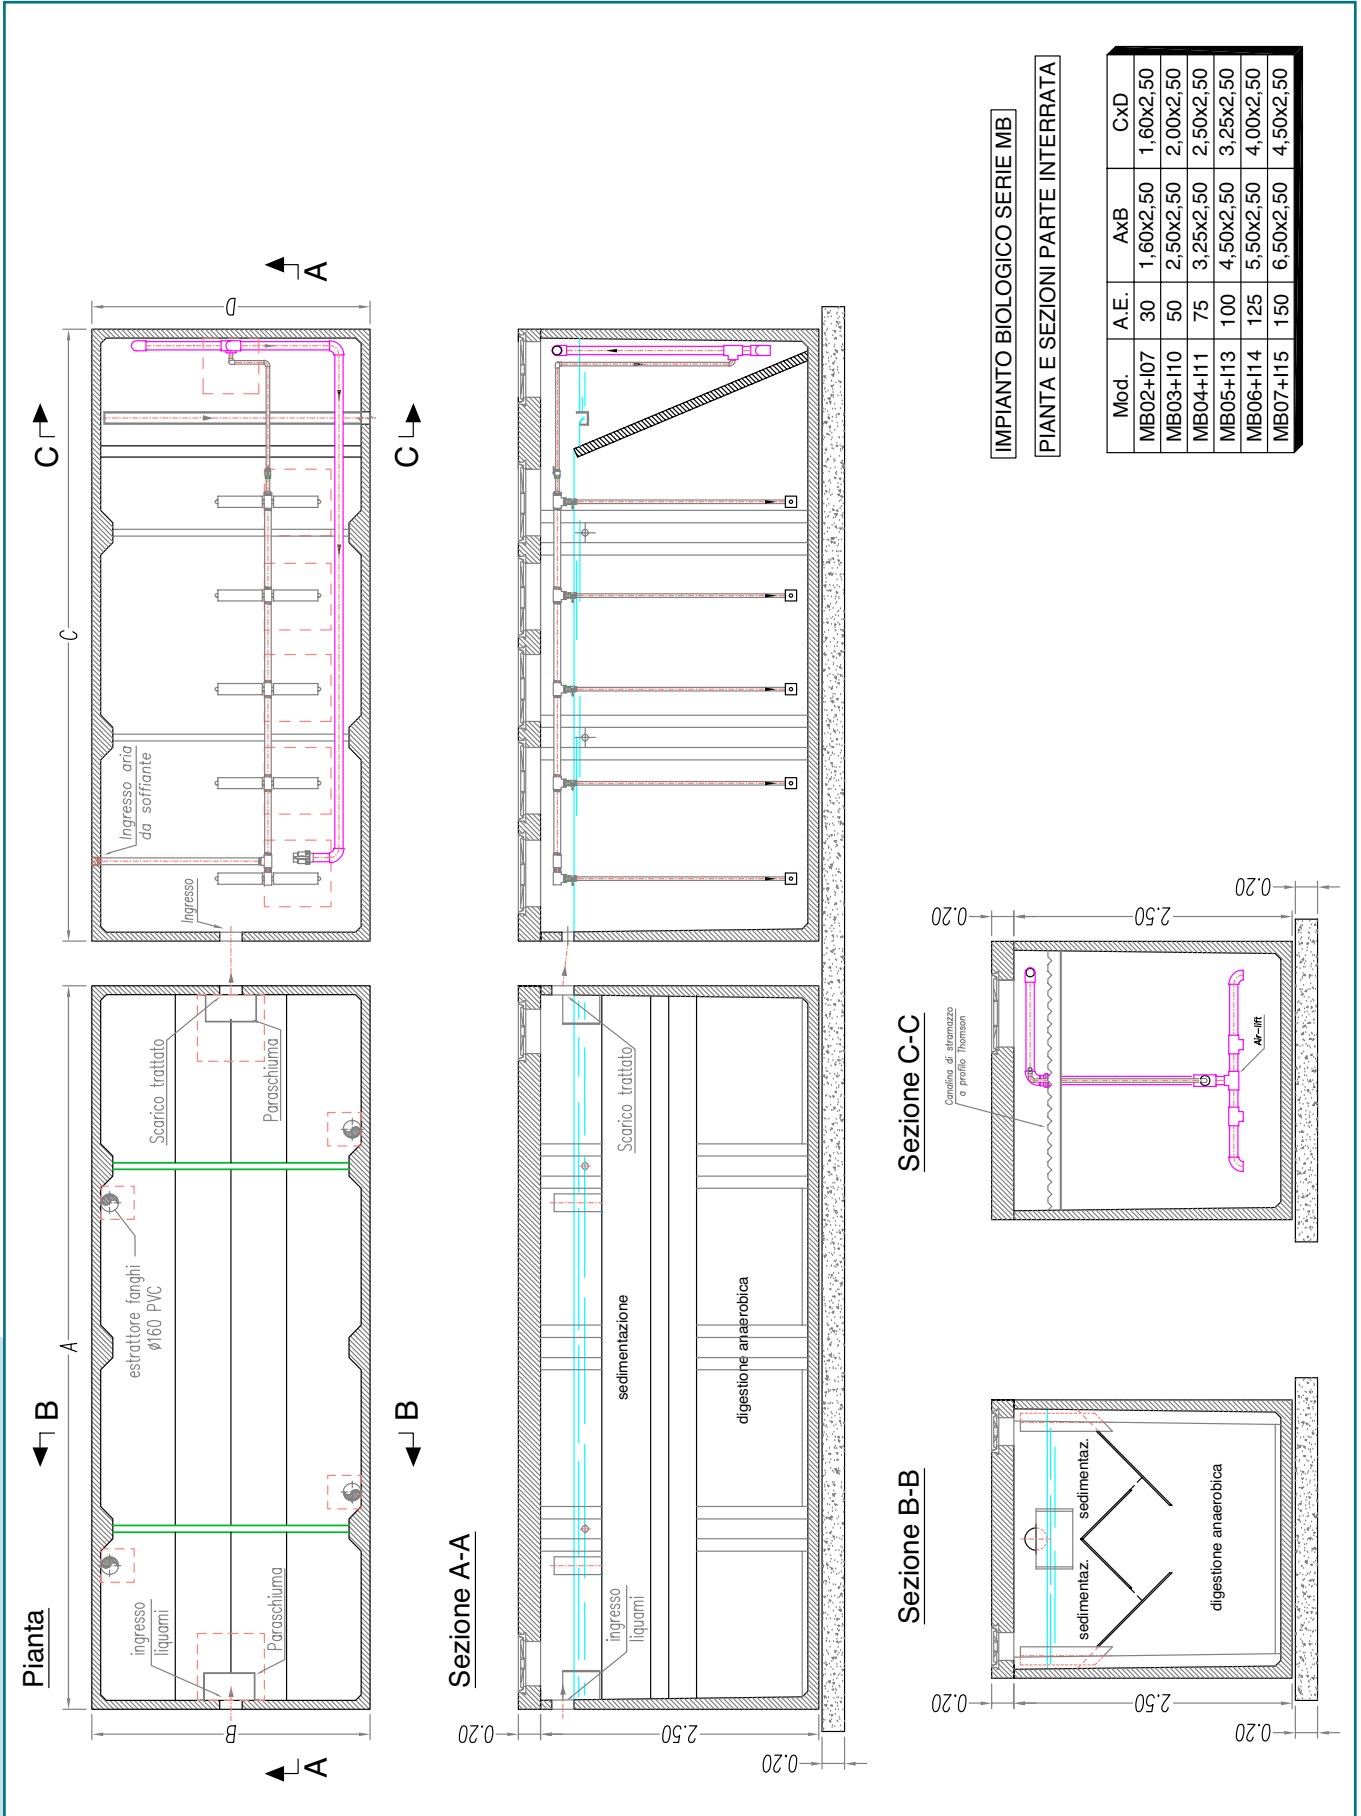 Pianta
A
B
B
A
B
C
C
A
A
B
C
D
ingresso
liquami
Paraschiuma
estrattore fanghi
ø160 PVC
Scarico trattato
Paraschiuma
Ingresso
Ingresso aria
da soffiante
Sezione A-A
0.20
2.50
0.20
ingresso
liquami
sedimentazione
digestione anaerobica
Scarico trattato
Sezione B-B
0.20
2.50
0.20
sedimentaz.
sedimentaz.
digestione anaerobica
Sezione C-C
Canalina di stramazzo
a profilo Thomson
Air-lift
0.20
2.50
0.20
IMPIANTO BIOLOGICO SERIE MB
PIANTA E SEZIONI PARTE INTERRATA
Mod. A.E. AxB CxD
MB02+I07 30 1,60x2,50 1,60x2,50
MB03+I10 50 2,50x2,50 2,00x2,50
MB04+I11 75 3,25x2,50 2,50x2,50
MB05+I13 100 4,50x2,50 3,25x2,50
MB06+I14 125 5,50x2,50 4,00x2,50
MB07+I15 150 6,50x2,50 4,50x2,50